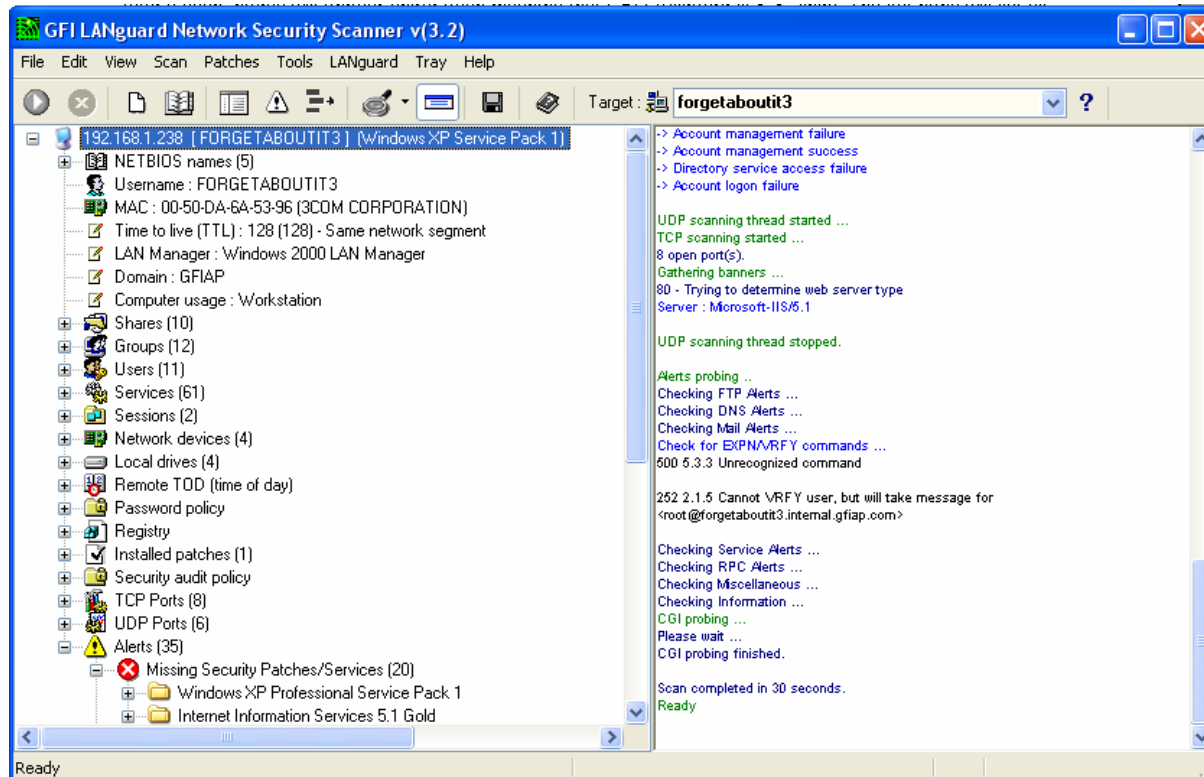 GFI LANguard Network Security Scanner v(3.2)
File Edit View Scan Patches Tools LANguard Tray Help
Target : forgetaboutit3
192.168.1.238 [ FORGETABOUTIT3 ] (Windows XP Service Pack 1)
NETBIOS names (5)
Username : FORGETABOUTIT3
MAC : 00-50-DA-6A-53-96 (3COM CORPORATION)
Time to live (TTL) : 128 (128) - Same network segment
LAN Manager : Windows 2000 LAN Manager
Domain : GFIAP
Computer usage : Workstation
Shares (10)
Groups (12)
Users (11)
Services (61)
Sessions (2)
Network devices (4)
Local drives (4)
Remote TOD (time of day)
Password policy
Registry
Installed patches (1)
Security audit policy
TCP Ports (8)
UDP Ports (6)
Alerts (35)
Missing Security Patches/Services (20)
Windows XP Professional Service Pack 1
Internet Information Services 5.1 Gold
-> Account management failure
-> Account management success
-> Directory service access failure
-> Account logon failure
UDP scanning thread started ...
TCP scanning started ...
8 open port(s).
Gathering banners ...
80 - Trying to determine web server type
Server : Microsoft-IIS/5.1
UDP scanning thread stopped.
Alerts probing ..
Checking FTP Alerts ...
Checking DNS Alerts ...
Checking Mail Alerts ...
Check for EXPN/VRFY commands ...
500 5.3.3 Unrecognized command
252 2.1.5 Cannot VRFY user, but will take message for
<root@forgetaboutit3.internal.gfiap.com>
Checking Service Alerts ...
Checking RPC Alerts ...
Checking Miscellaneous ...
Checking Information ...
CGI probing ...
Please wait ...
CGI probing finished.
Scan completed in 30 seconds.
Ready
Ready